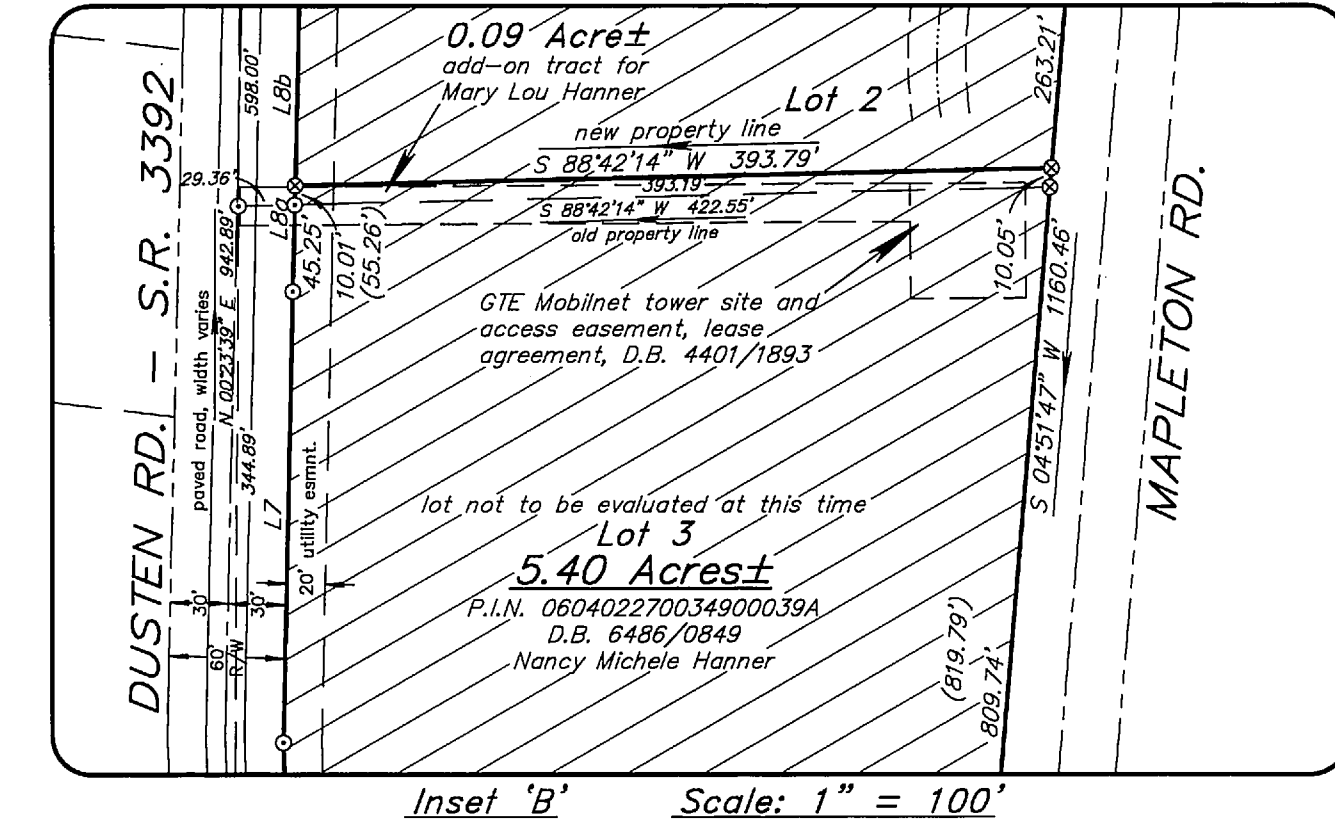 0.09 Acre±
add-on tract for
Mary Lou Hanner
Lot 2
263.21'
598.00'
L8b
new property line
S 88°42'14" W 393.79'
393.19'
S 88°42'14" W 422.55'
old property line
29.36'
L8a
45.25'
10.01'
(55.26')
10.05'
GTE Mobilnet tower site and
access easement, lease
agreement, D.B. 4401/1893
DUSTEN RD. - S.R. 3392
paved road, width varies
N 00°23'39" E 942.89'
344.89'
L7
20' utility esmnt.
30'
30'
60'
R/W
lot not to be evaluated at this time
Lot 3
5.40 Acres±
P.I.N. 060402270034900039A
D.B. 6486/0849
Nancy Michele Hanner
S 04°51'47" W 1160.46'
(819.79')
809.74'
MAPLETON RD.
Inset 'B' Scale: 1" = 100'